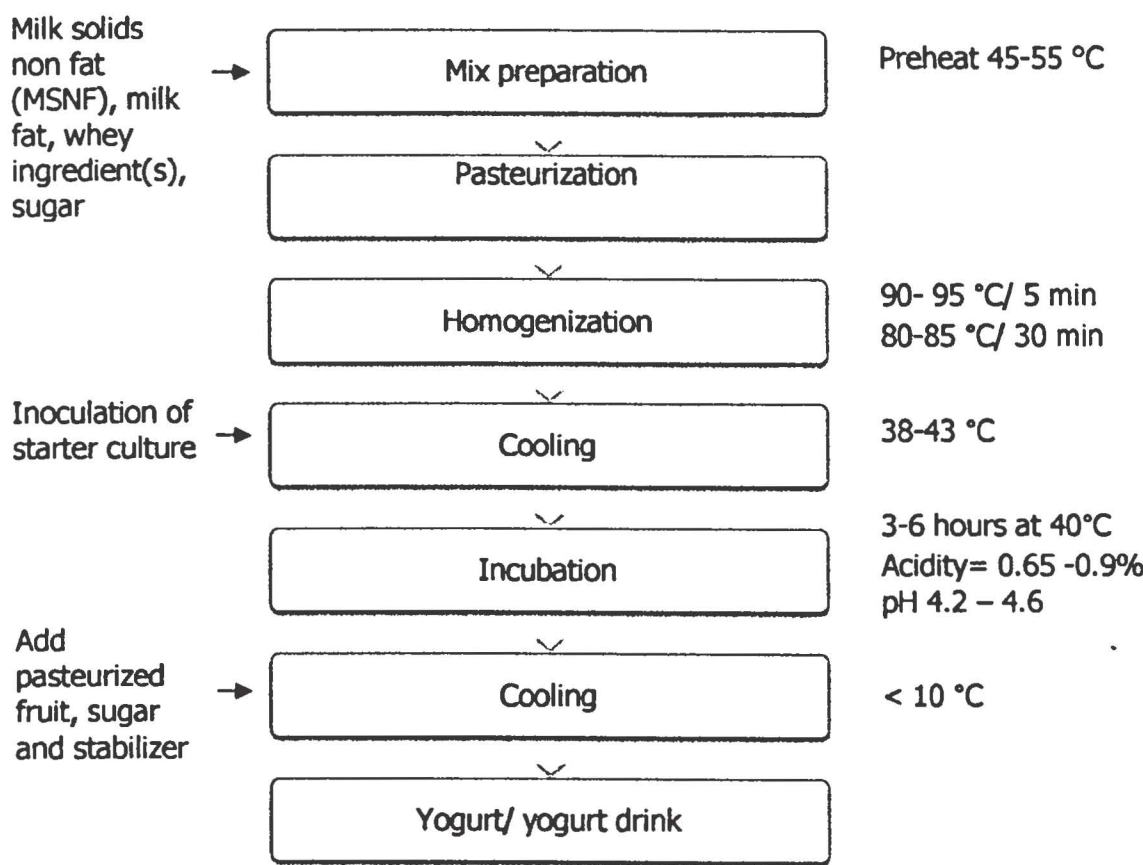 Milk solids
non fat
(MSNF), milk
fat, whey
ingredient(s),
sugar
Mix preparation
Preheat 45-55 °C
Pasteurization
Homogenization
90- 95 °C/ 5 min
80-85 °C/ 30 min
Inoculation of
starter culture
Cooling
38-43 °C
Incubation
3-6 hours at 40°C
Acidity= 0.65 -0.9%
pH 4.2 – 4.6
Add
pasteurized
fruit, sugar
and stabilizer
Cooling
< 10 °C
Yogurt/ yogurt drink